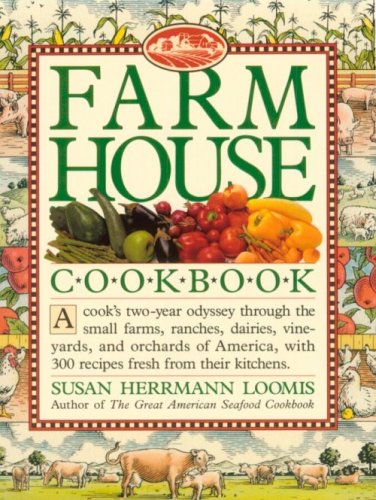 FARM
HOUSE
C★O★O★K★B★O★O★K
A cook's two-year odyssey through the
small farms, ranches, dairies, vine-
yards, and orchards of America, with
300 recipes fresh from their kitchens.
SUSAN HERRMANN LOOMIS
Author of The Great American Seafood Cookbook